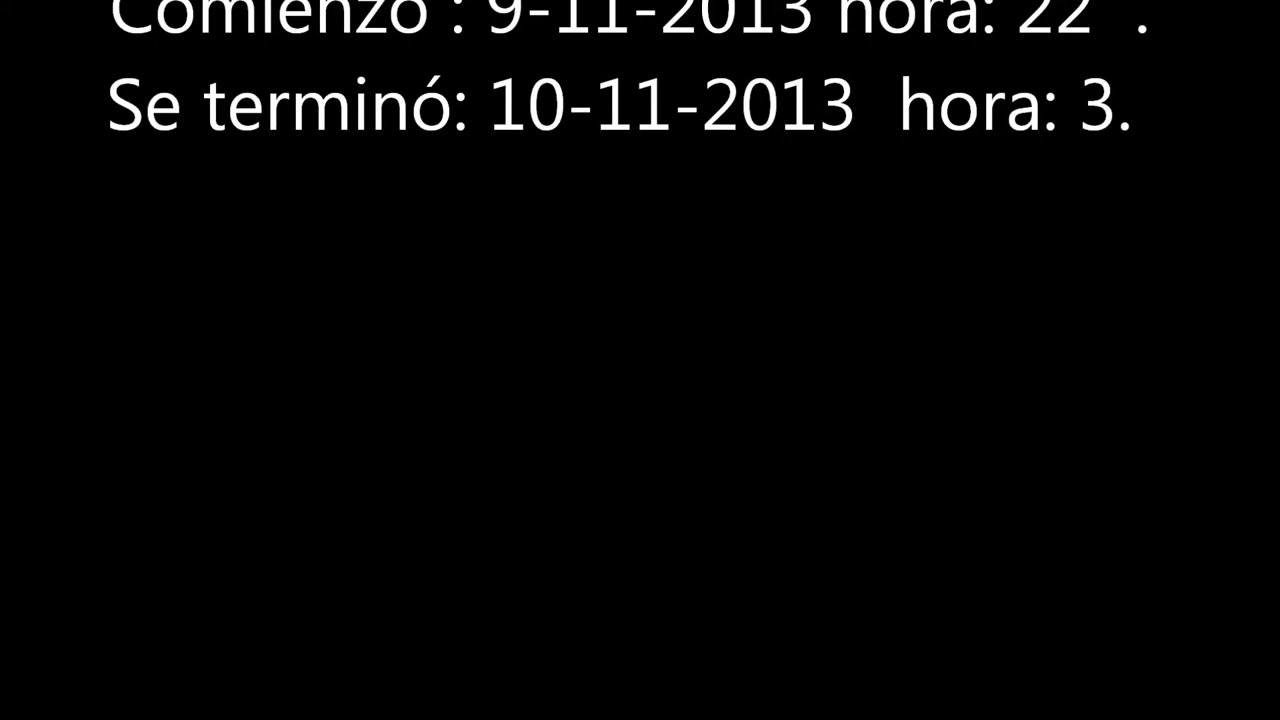 Comienzo : 9-11-2013 hora: 22 .
Se terminó: 10-11-2013 hora: 3.